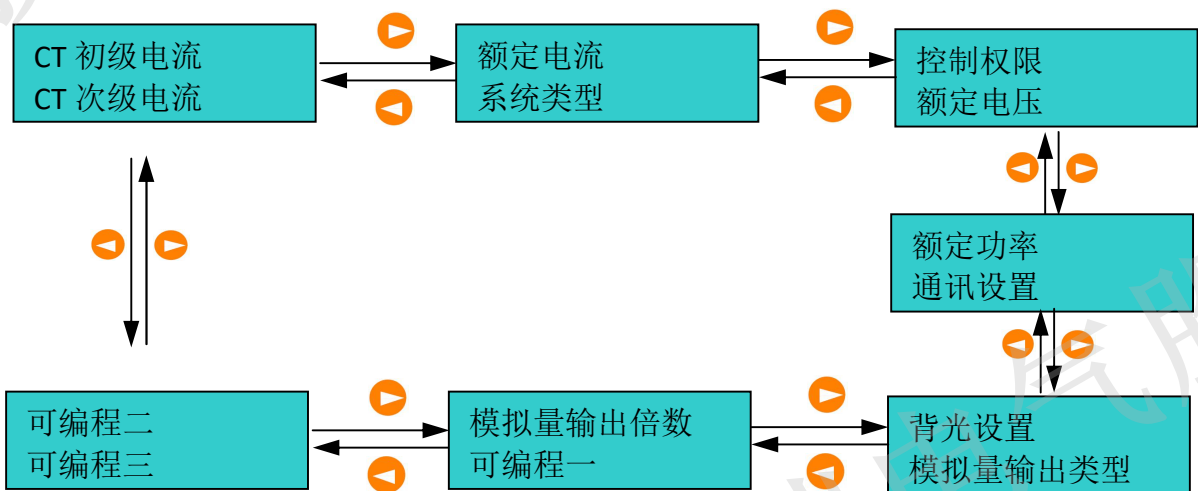 CT 初级电流
CT 次级电流
额定电流
系统类型
控制权限
额定电压
额定功率
通讯设置
可编程二
可编程三
模拟量输出倍数
可编程一
背光设置
模拟量输出类型
电气股